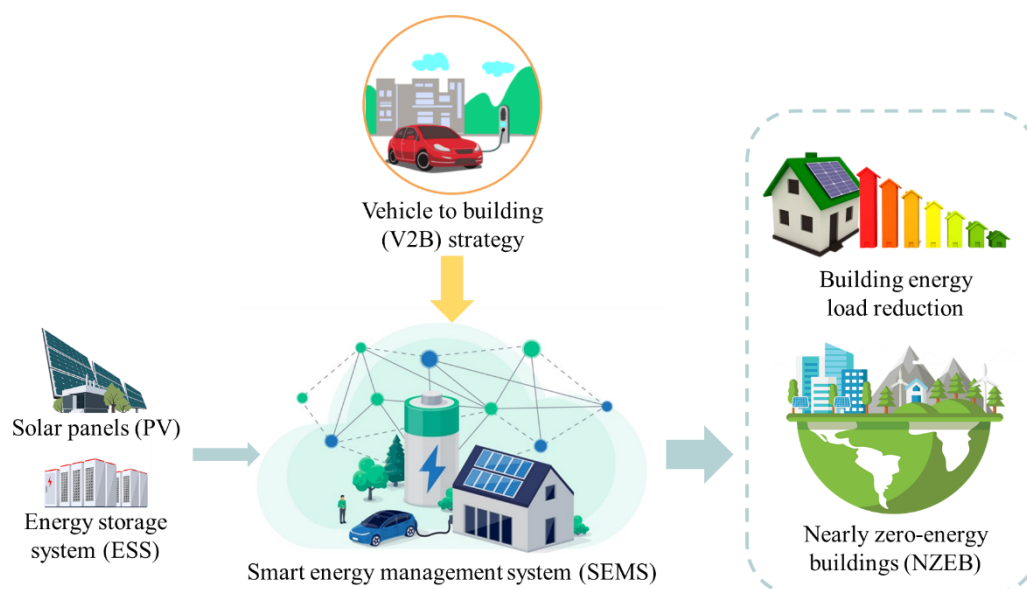 Vehicle to building
(V2B) strategy
Solar panels (PV)
Energy storage
system (ESS)
Smart energy management system (SEMS)
Building energy
load reduction
Nearly zero-energy
buildings (NZEB)